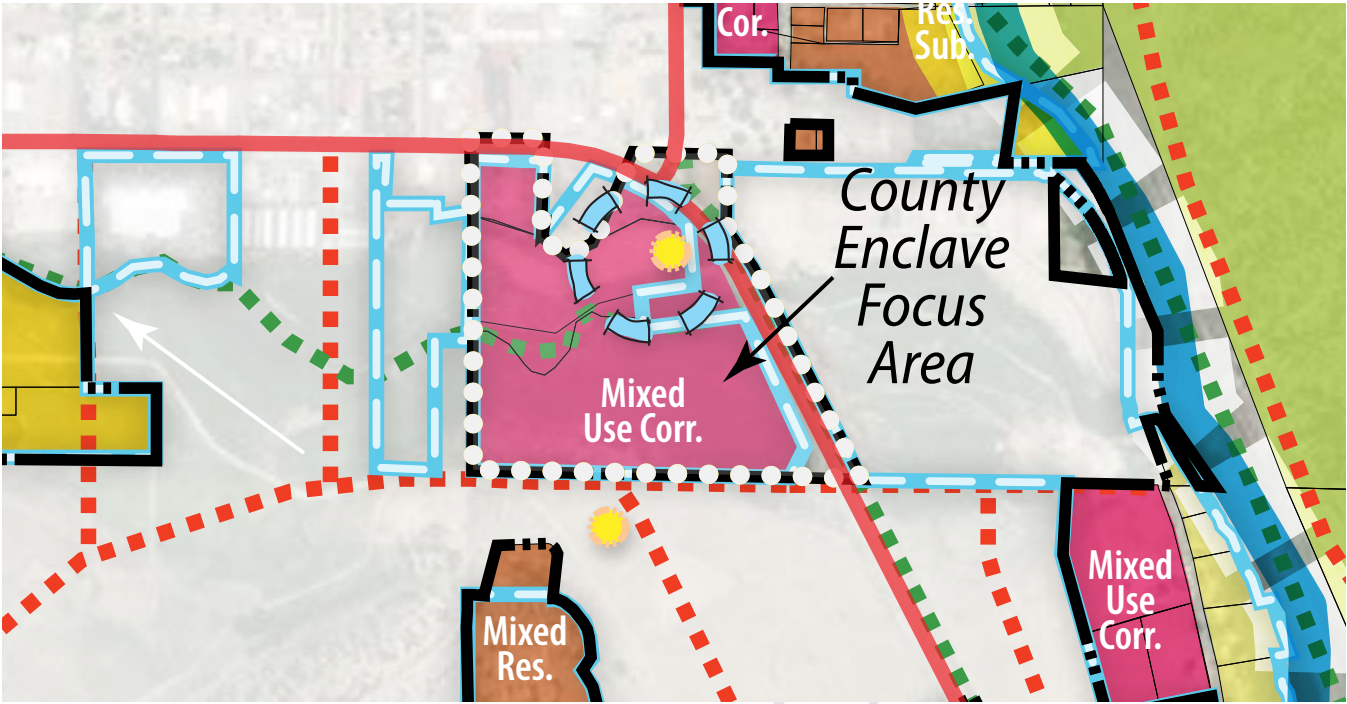 Cor.
Res.
Sub.
County
Enclave
Focus
Area
Mixed
Use Corr.
Mixed
Use
Corr.
Mixed
Res.